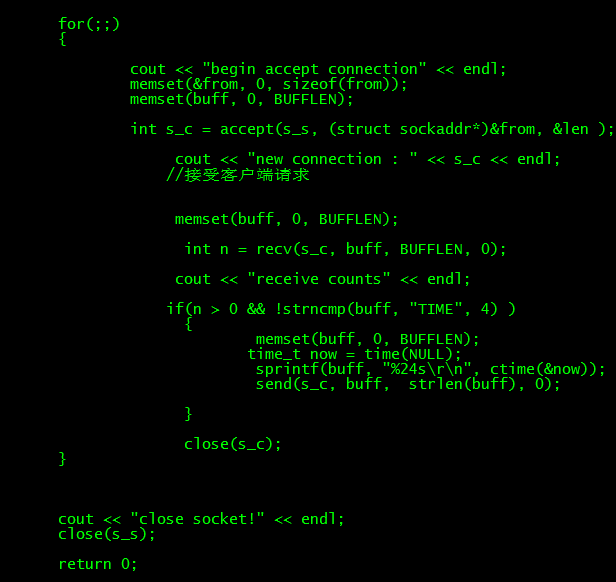 for(;;)
{
cout << "begin accept connection" << endl;
memset(&from, 0, sizeof(from));
memset(buff, 0, BUFFLEN);
int s_c = accept(s_s, (struct sockaddr*)&from, &len );
cout << "new connection : " << s_c << endl;
//接受客户端请求
memset(buff, 0, BUFFLEN);
int n = recv(s_c, buff, BUFFLEN, 0);
cout << "receive counts" << endl;
if(n > 0 && !strncmp(buff, "TIME", 4) )
{
memset(buff, 0, BUFFLEN);
time_t now = time(NULL);
sprintf(buff, "%24s\r\n", ctime(&now));
send(s_c, buff,  strlen(buff), 0);
}
close(s_c);
}
cout << "close socket!" << endl;
close(s_s);
return 0;